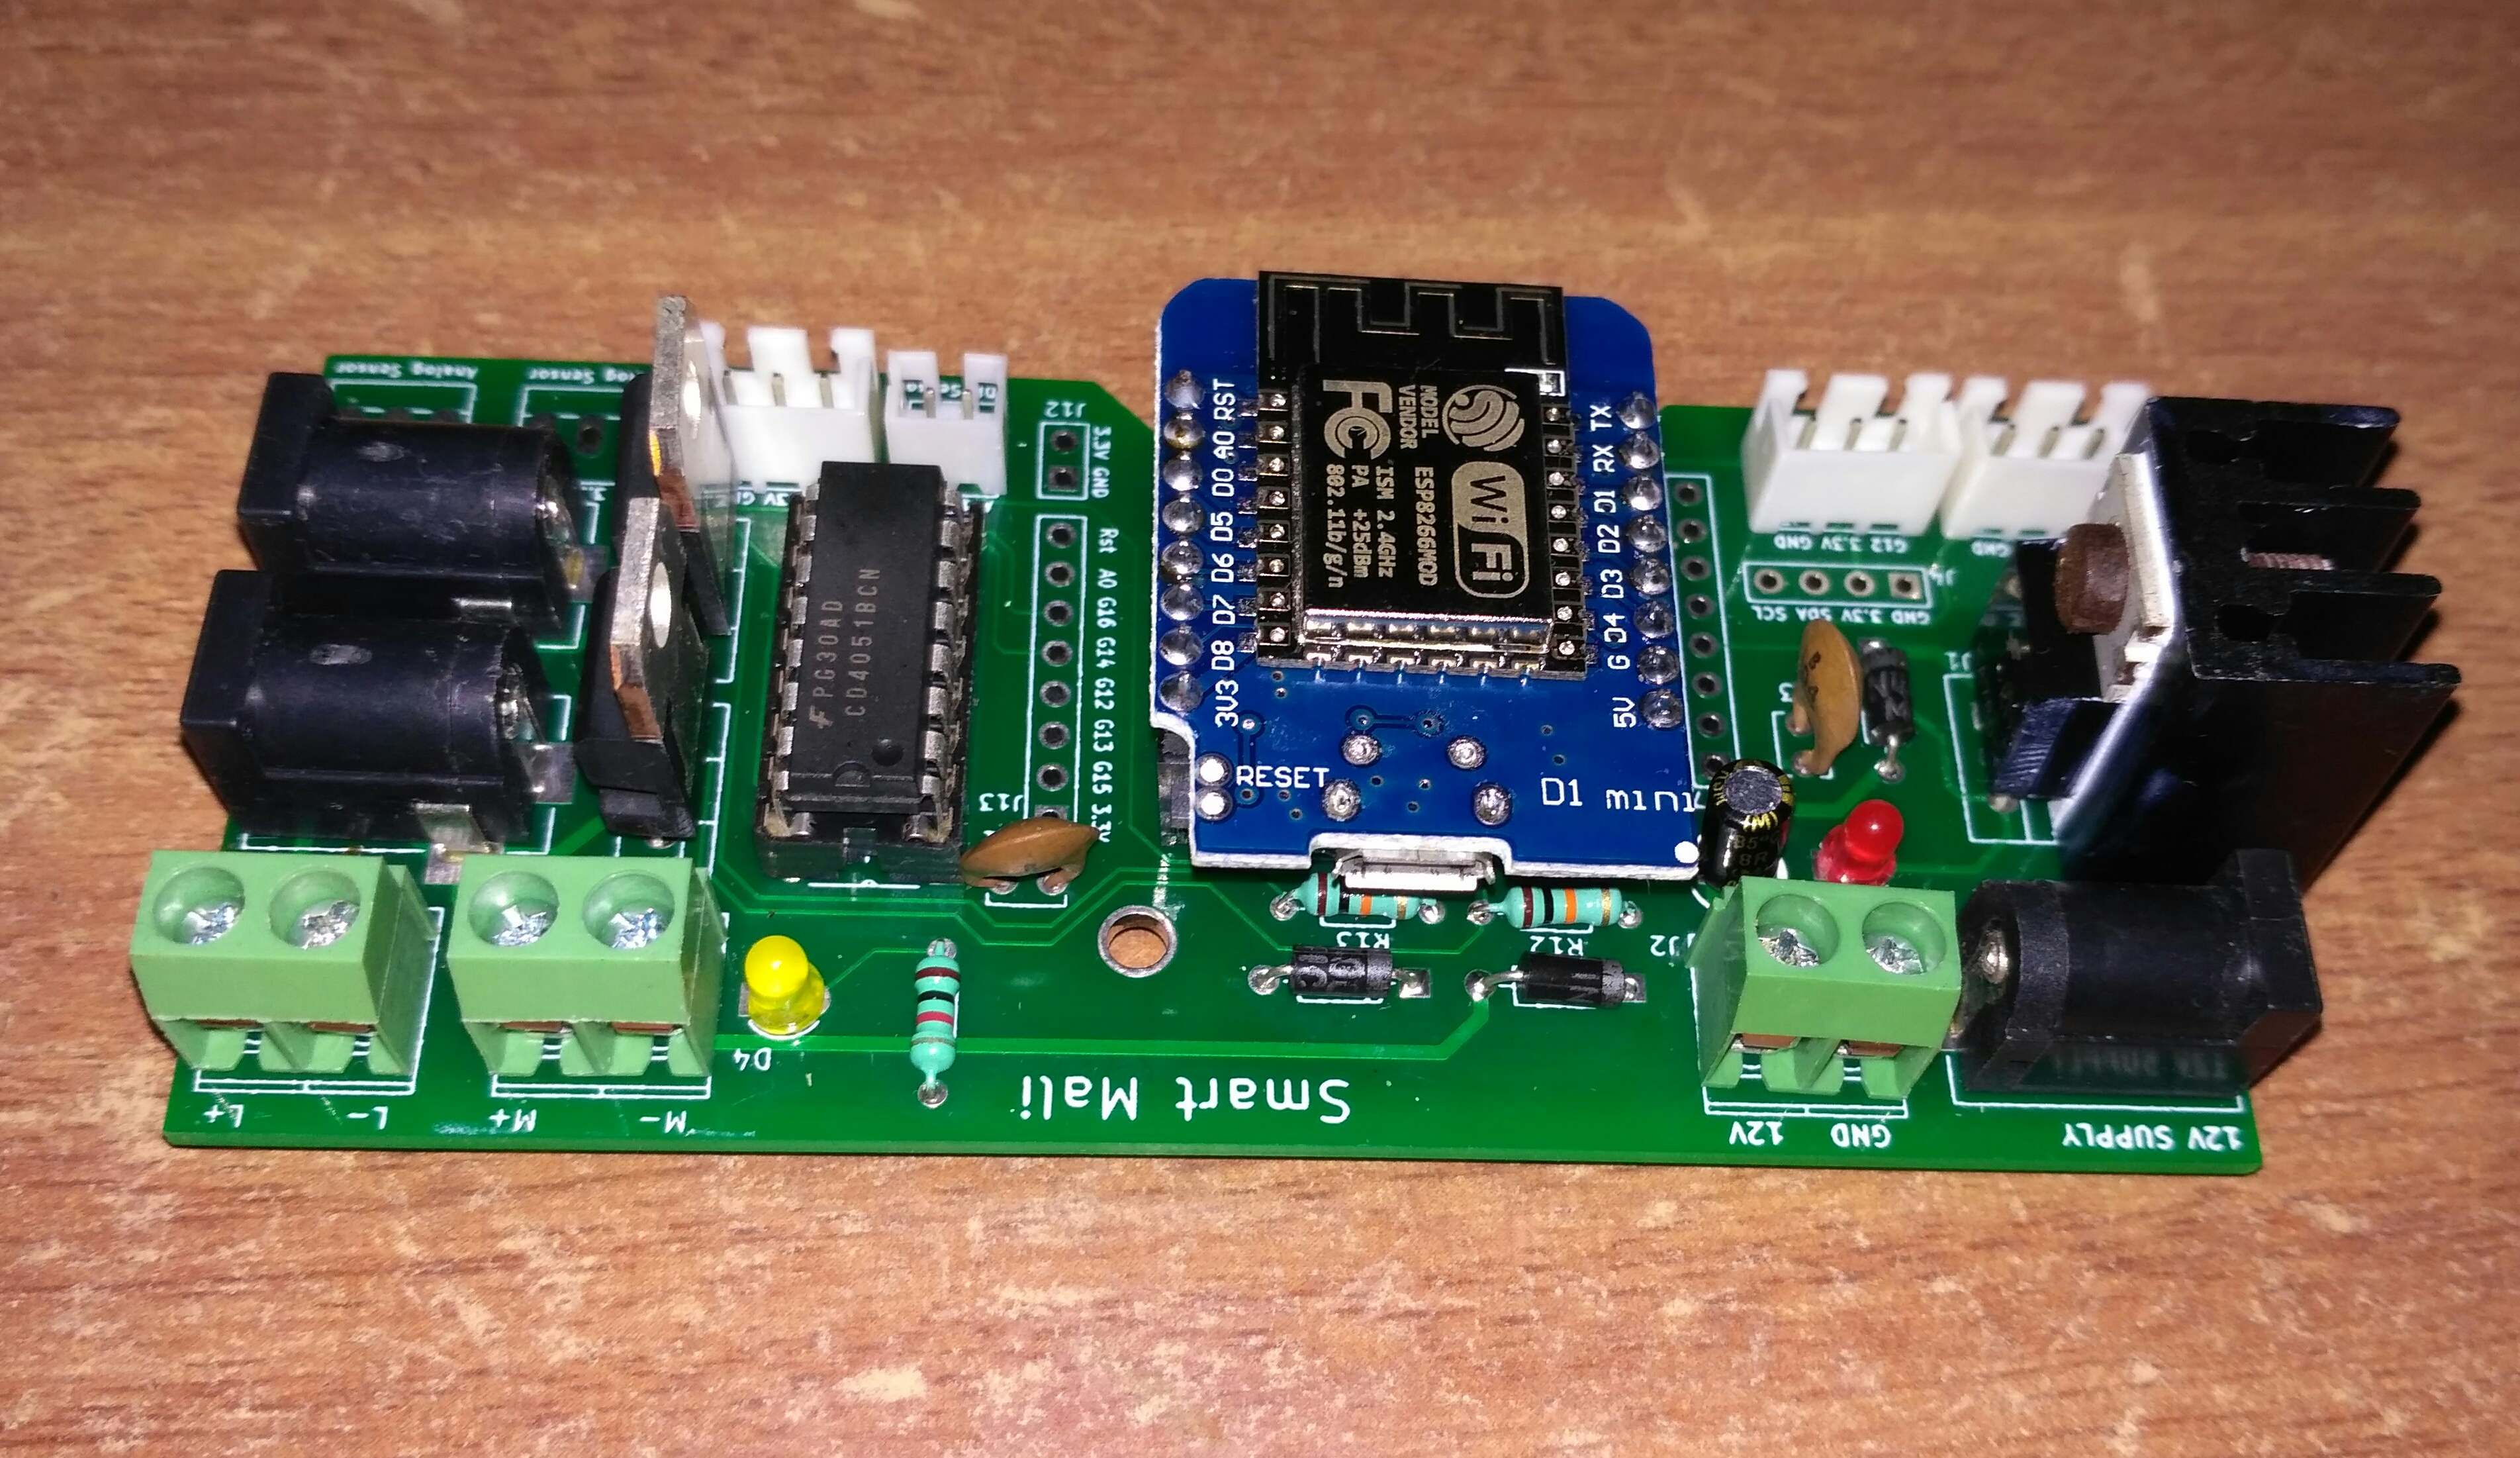 Analog Sensor
Sensor
J12
3.3V GND
Rst A0 G16 G14 G12 G13 G15 3.3V
J13
FPG30AD
CD4051BCN
RST
A0
D0
D5
D6
D7
D8
3V3
TX
RX
D1
D2
D3
D4
G
5V
MODEL
VENDOR
ESP8266MOD
FC
WiFi
ISM 2.4GHz
PA +25dBm
802.11b/g/n
RESET
D1 mini
GND 3.3V G12
GND
GND 3.3V SDA SCL
J1
R13
R12
J2
D4
Smart Mali
L+
L-
M+
M-
12V
GND
12V SUPPLY